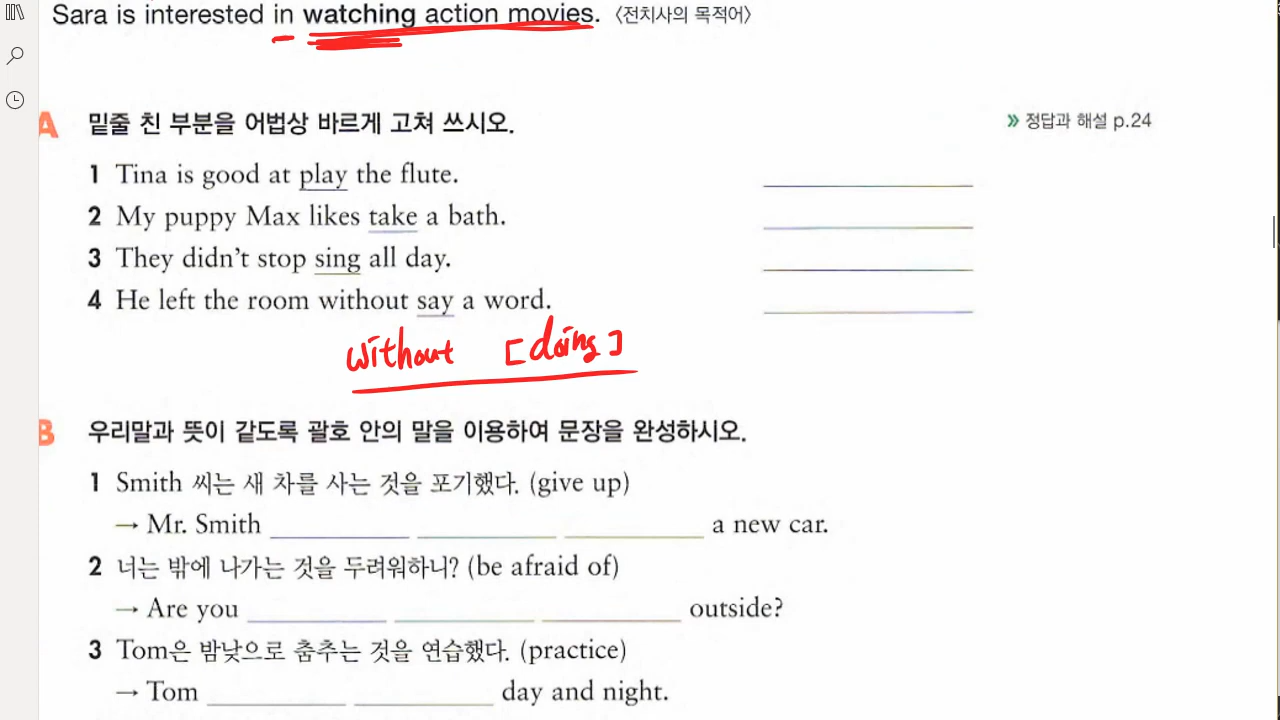 Sara is interested in watching action movies. 〈전치사의 목적어〉
A 밑줄 친 부분을 어법상 바르게 고쳐 쓰시오.
» 정답과 해설 p.24
1 Tina is good at play the flute.
2 My puppy Max likes take a bath.
3 They didn't stop sing all day.
4 He left the room without say a word.
without [doing]
B 우리말과 뜻이 같도록 괄호 안의 말을 이용하여 문장을 완성하시오.
1 Smith 씨는 새 차를 사는 것을 포기했다. (give up)
→ Mr. Smith a new car.
2 너는 밖에 나가는 것을 두려워하니? (be afraid of)
→ Are you outside?
3 Tom은 밤낮으로 춤추는 것을 연습했다. (practice)
→ Tom day and night.